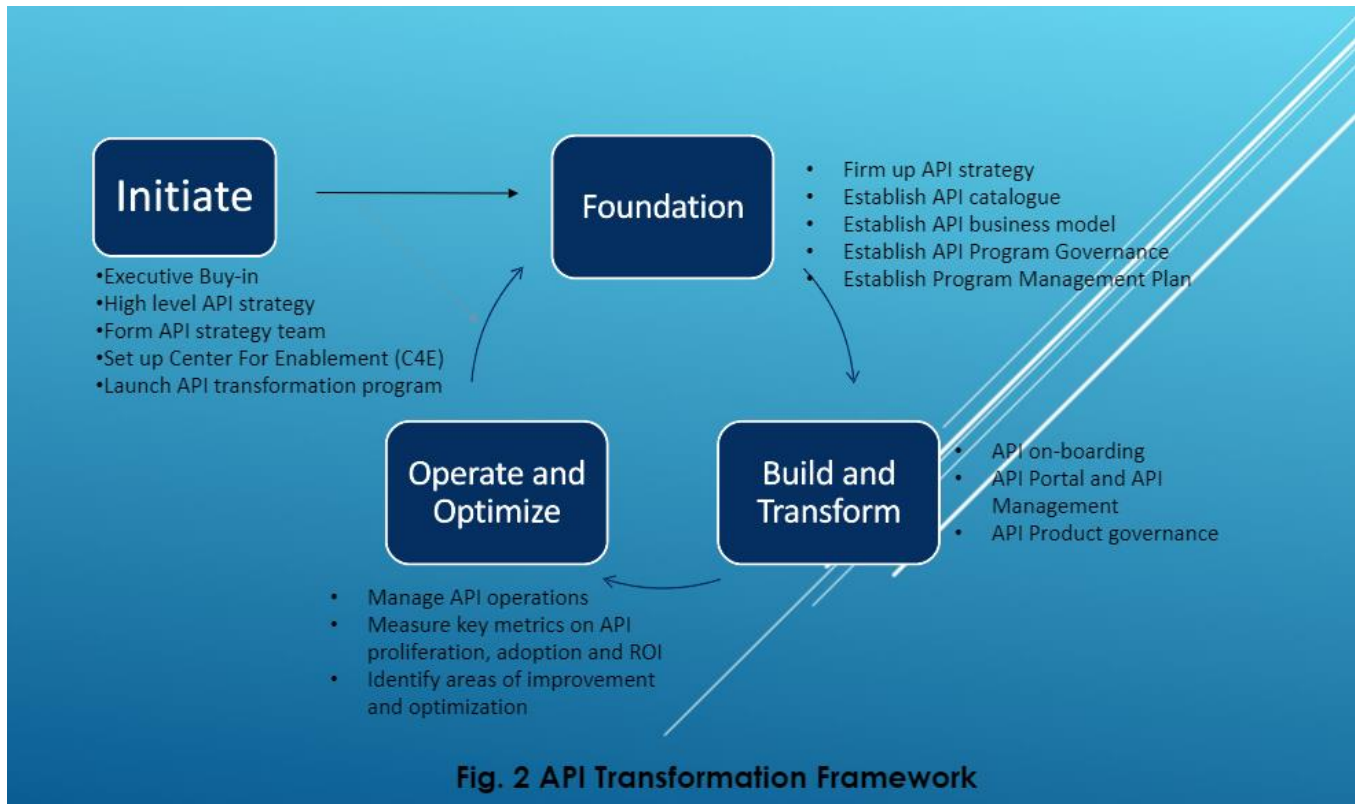 Initiate
•Executive Buy-in
•High level API strategy
•Form API strategy team
•Set up Center For Enablement (C4E)
•Launch API transformation program
Foundation
• Firm up API strategy
• Establish API catalogue
• Establish API business model
• Establish API Program Governance
• Establish Program Management Plan
Build and
Transform
• API on-boarding
• API Portal and API
Management
• API Product governance
Operate and
Optimize
• Manage API operations
• Measure key metrics on API
proliferation, adoption and ROI
• Identify areas of improvement
and optimization
Fig. 2 API Transformation Framework